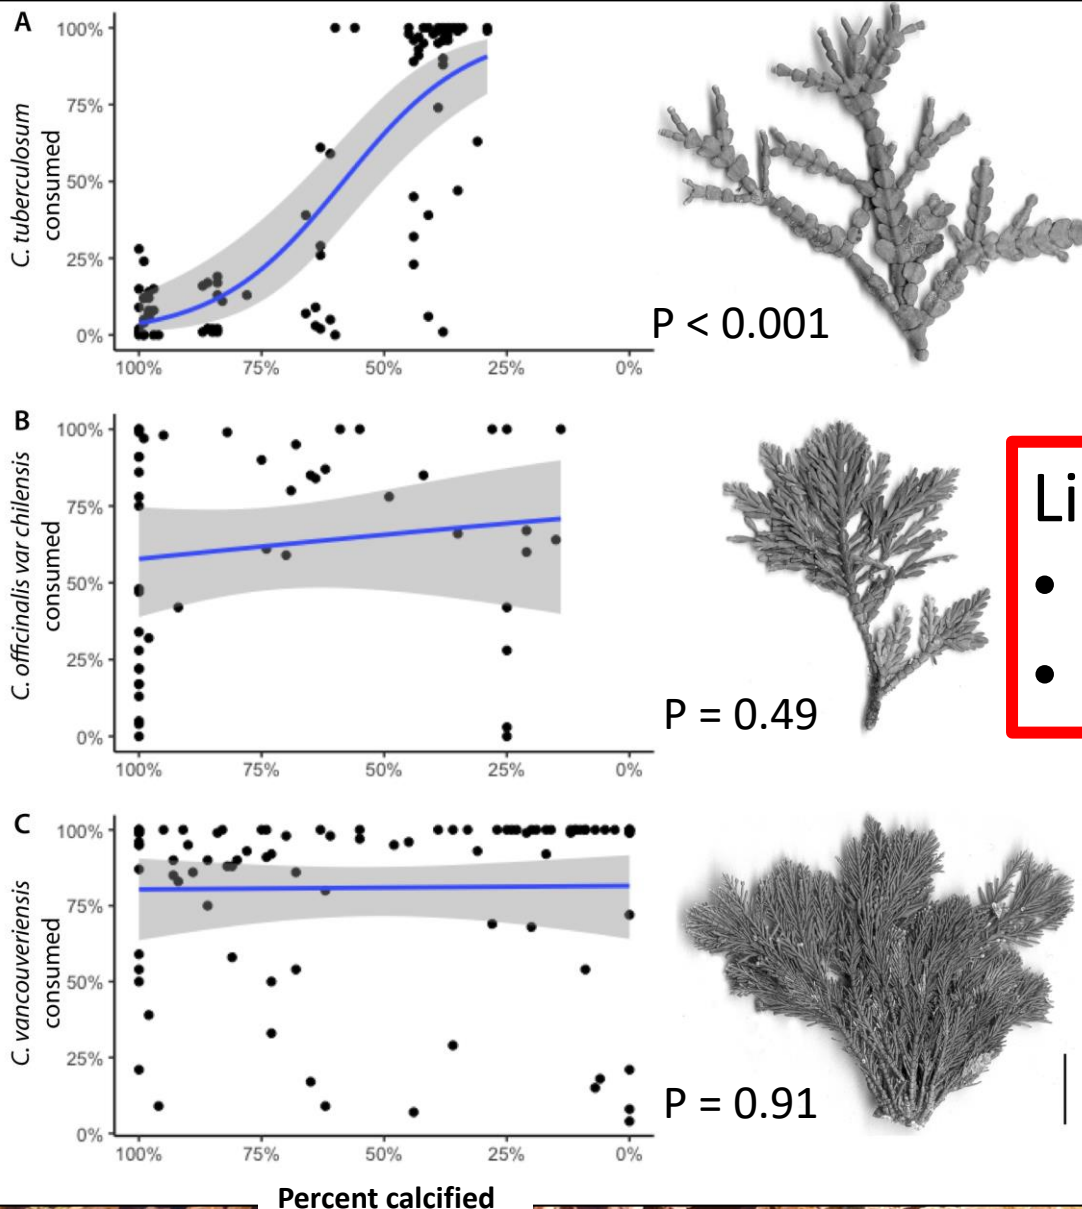 A
C. tuberculosum
consumed
100%
75%
50%
25%
0%
100% 75% 50% 25% 0%
P < 0.001
B
C. officinalis var chilensis
consumed
100%
75%
50%
25%
0%
100% 75% 50% 25% 0%
P = 0.49
Li
•
•
C
C. vancouveriensis
consumed
100%
75%
50%
25%
0%
100% 75% 50% 25% 0%
P = 0.91
Percent calcified